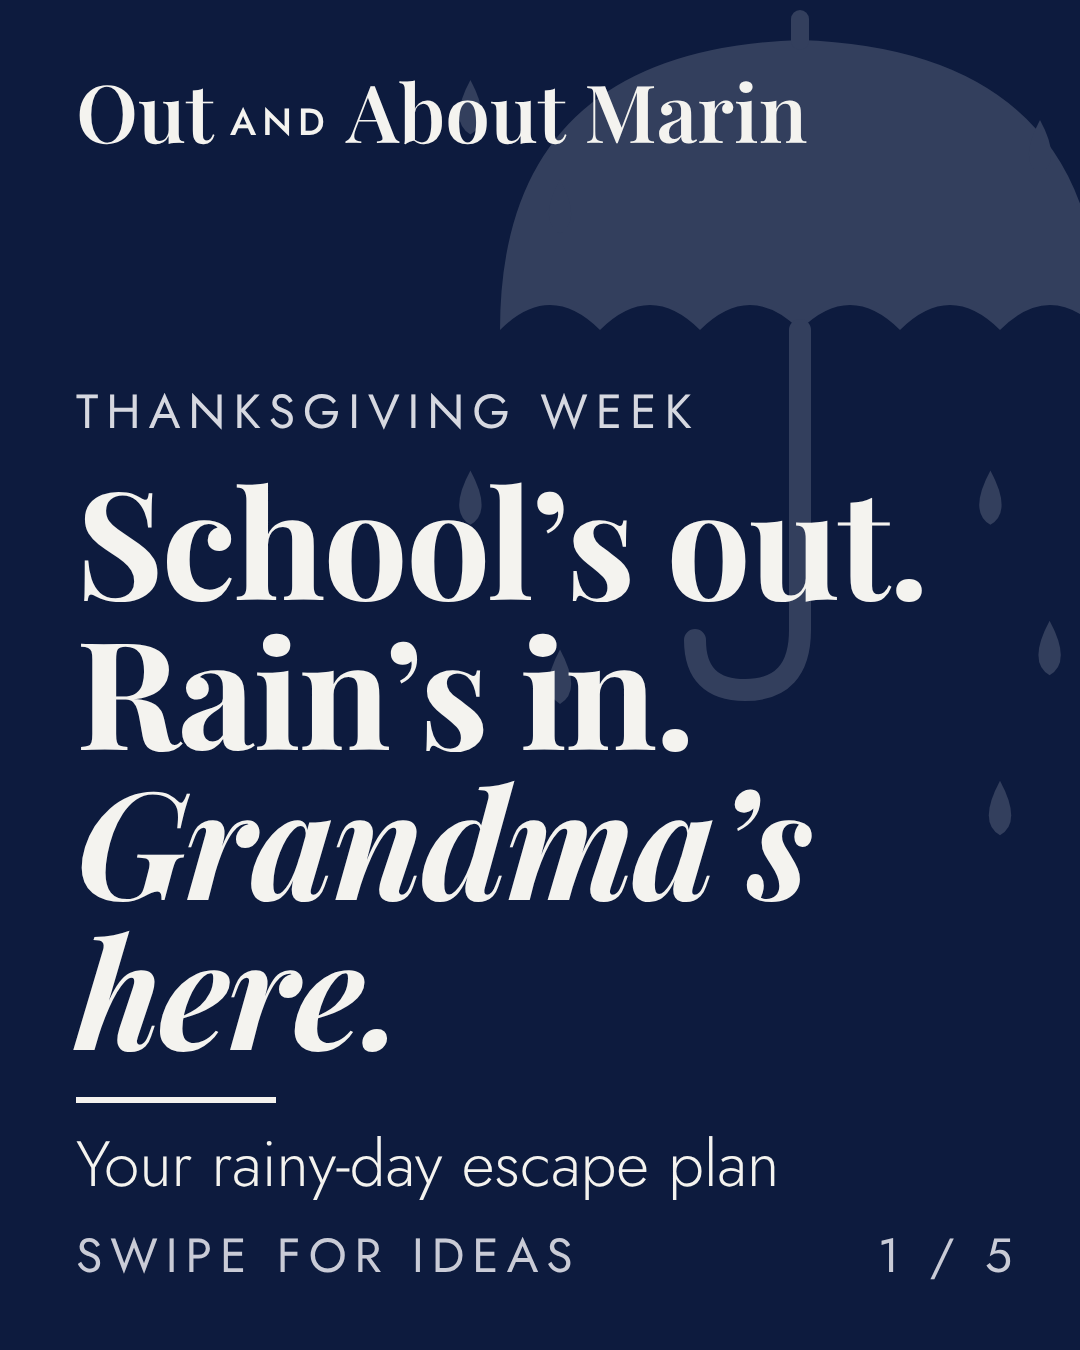 Out AND About Marin
THANKSGIVING WEEK
School’s out.
Rain’s in.
Grandma’s
here.
Your rainy-day escape plan
SWIPE FOR IDEAS
1 / 5